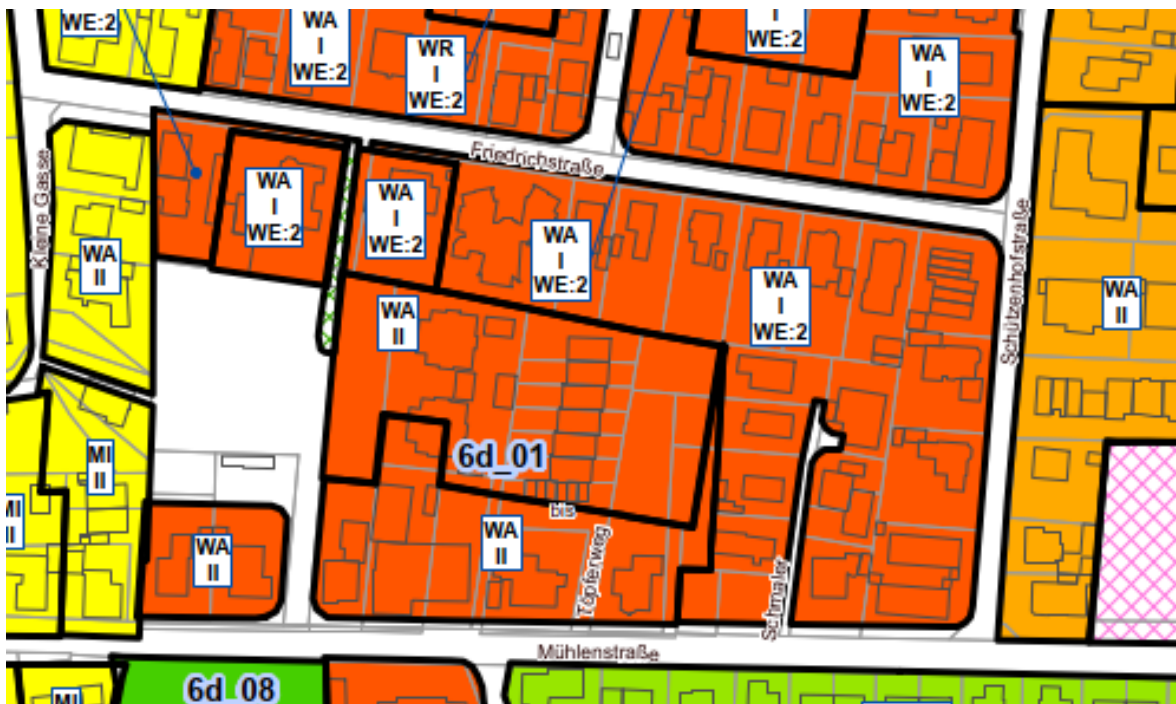 WE:2
WA
I
WE:2
WR
I
WE:2
I
WE:2
WA
I
WE:2
Friedrichstraße
Kleine Gasse
WA
I
WE:2
WA
I
WE:2
WA
I
WE:2
WA
I
WE:2
Schützenhofstraße
WA
II
WA
II
WA
II
6d_01
MI
II
MI
II
bis
WA
II
WA
II
Töpferweg
Schmaler
Mühlenstraße
6d_08
MI